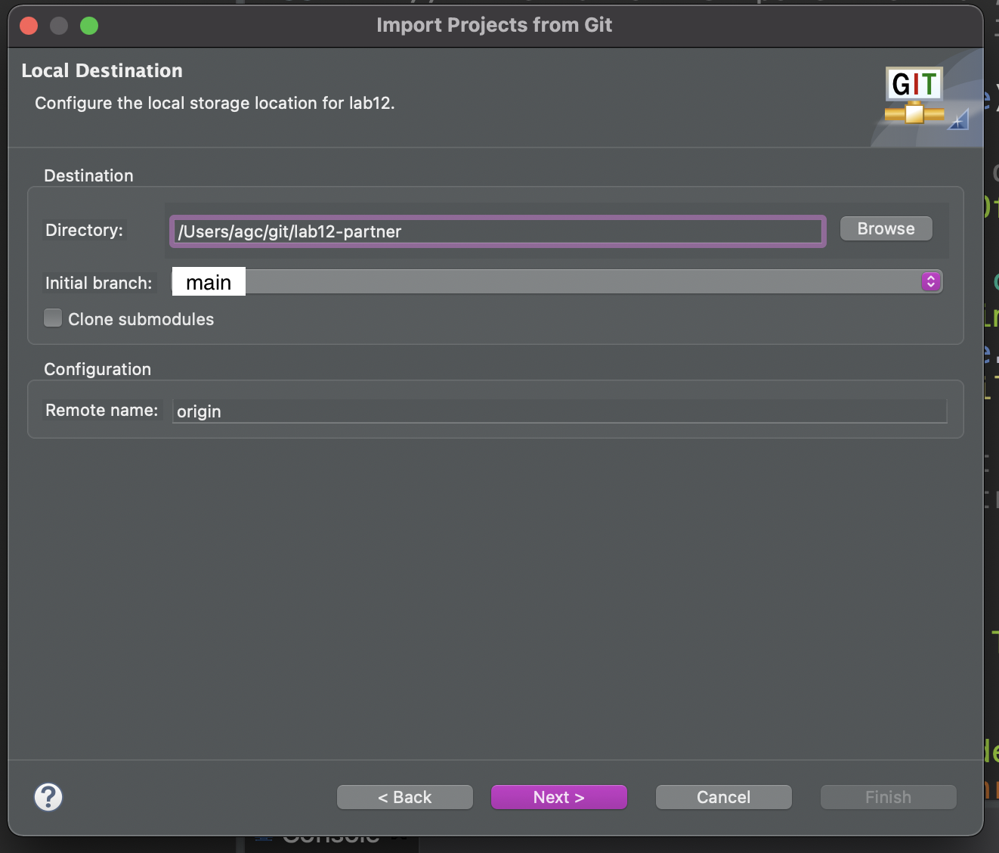 Import Projects from Git
Local Destination
Configure the local storage location for lab12.
GIT
Destination
Directory: /Users/agc/git/lab12-partner Browse
Initial branch: main
Clone submodules
Configuration
Remote name: origin
? < Back Next > Cancel Finish
Console